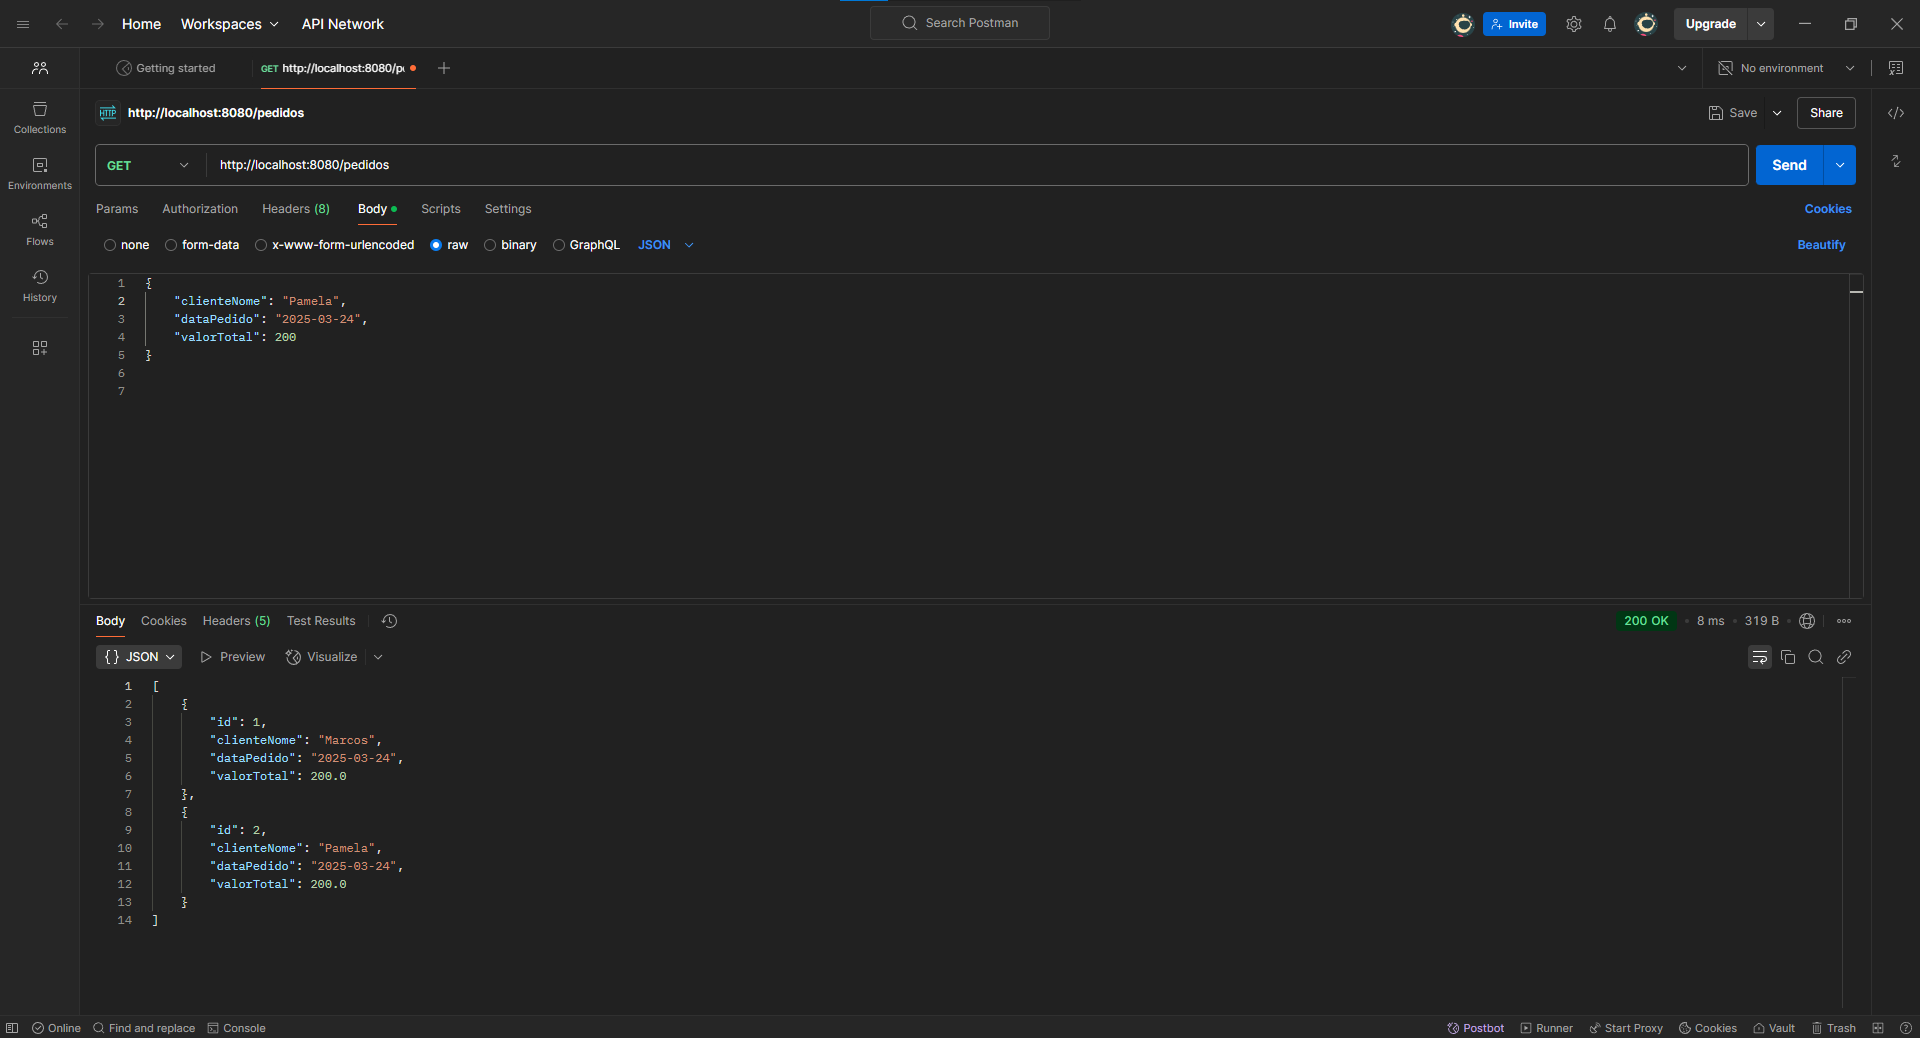 Home Workspaces API Network Search Postman Invite Upgrade
Getting started GET http://localhost:8080/p No environment
http://localhost:8080/pedidos Save Share
Collections
Environments
Flows
History
GET http://localhost:8080/pedidos Send
Params Authorization Headers (8) Body Scripts Settings Cookies
none form-data x-www-form-urlencoded raw binary GraphQL JSON Beautify
1 {
2 "clienteNome": "Pamela",
3 "dataPedido": "2025-03-24",
4 "valorTotal": 200
5 }
6
7
Body Cookies Headers (5) Test Results 200 OK 8 ms 319 B
{} JSON Preview Visualize
1 [
2 {
3 "id": 1,
4 "clienteNome": "Marcos",
5 "dataPedido": "2025-03-24",
6 "valorTotal": 200.0
7 },
8 {
9 "id": 2,
10 "clienteNome": "Pamela",
11 "dataPedido": "2025-03-24",
12 "valorTotal": 200.0
13 }
14 ]
Online Find and replace Console Postbot Runner Start Proxy Cookies Vault Trash